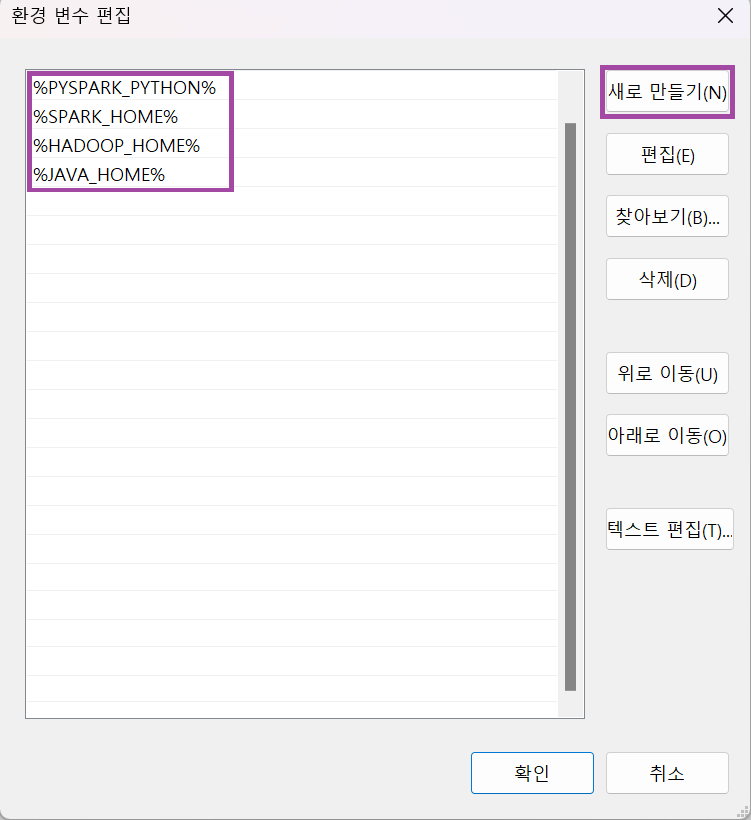 환경 변수 편집
%PYSPARK_PYTHON%
%SPARK_HOME%
%HADOOP_HOME%
%JAVA_HOME%
새로 만들기(N)
편집(E)
찾아보기(B)...
삭제(D)
위로 이동(U)
아래로 이동(O)
텍스트 편집(T)...
확인
취소